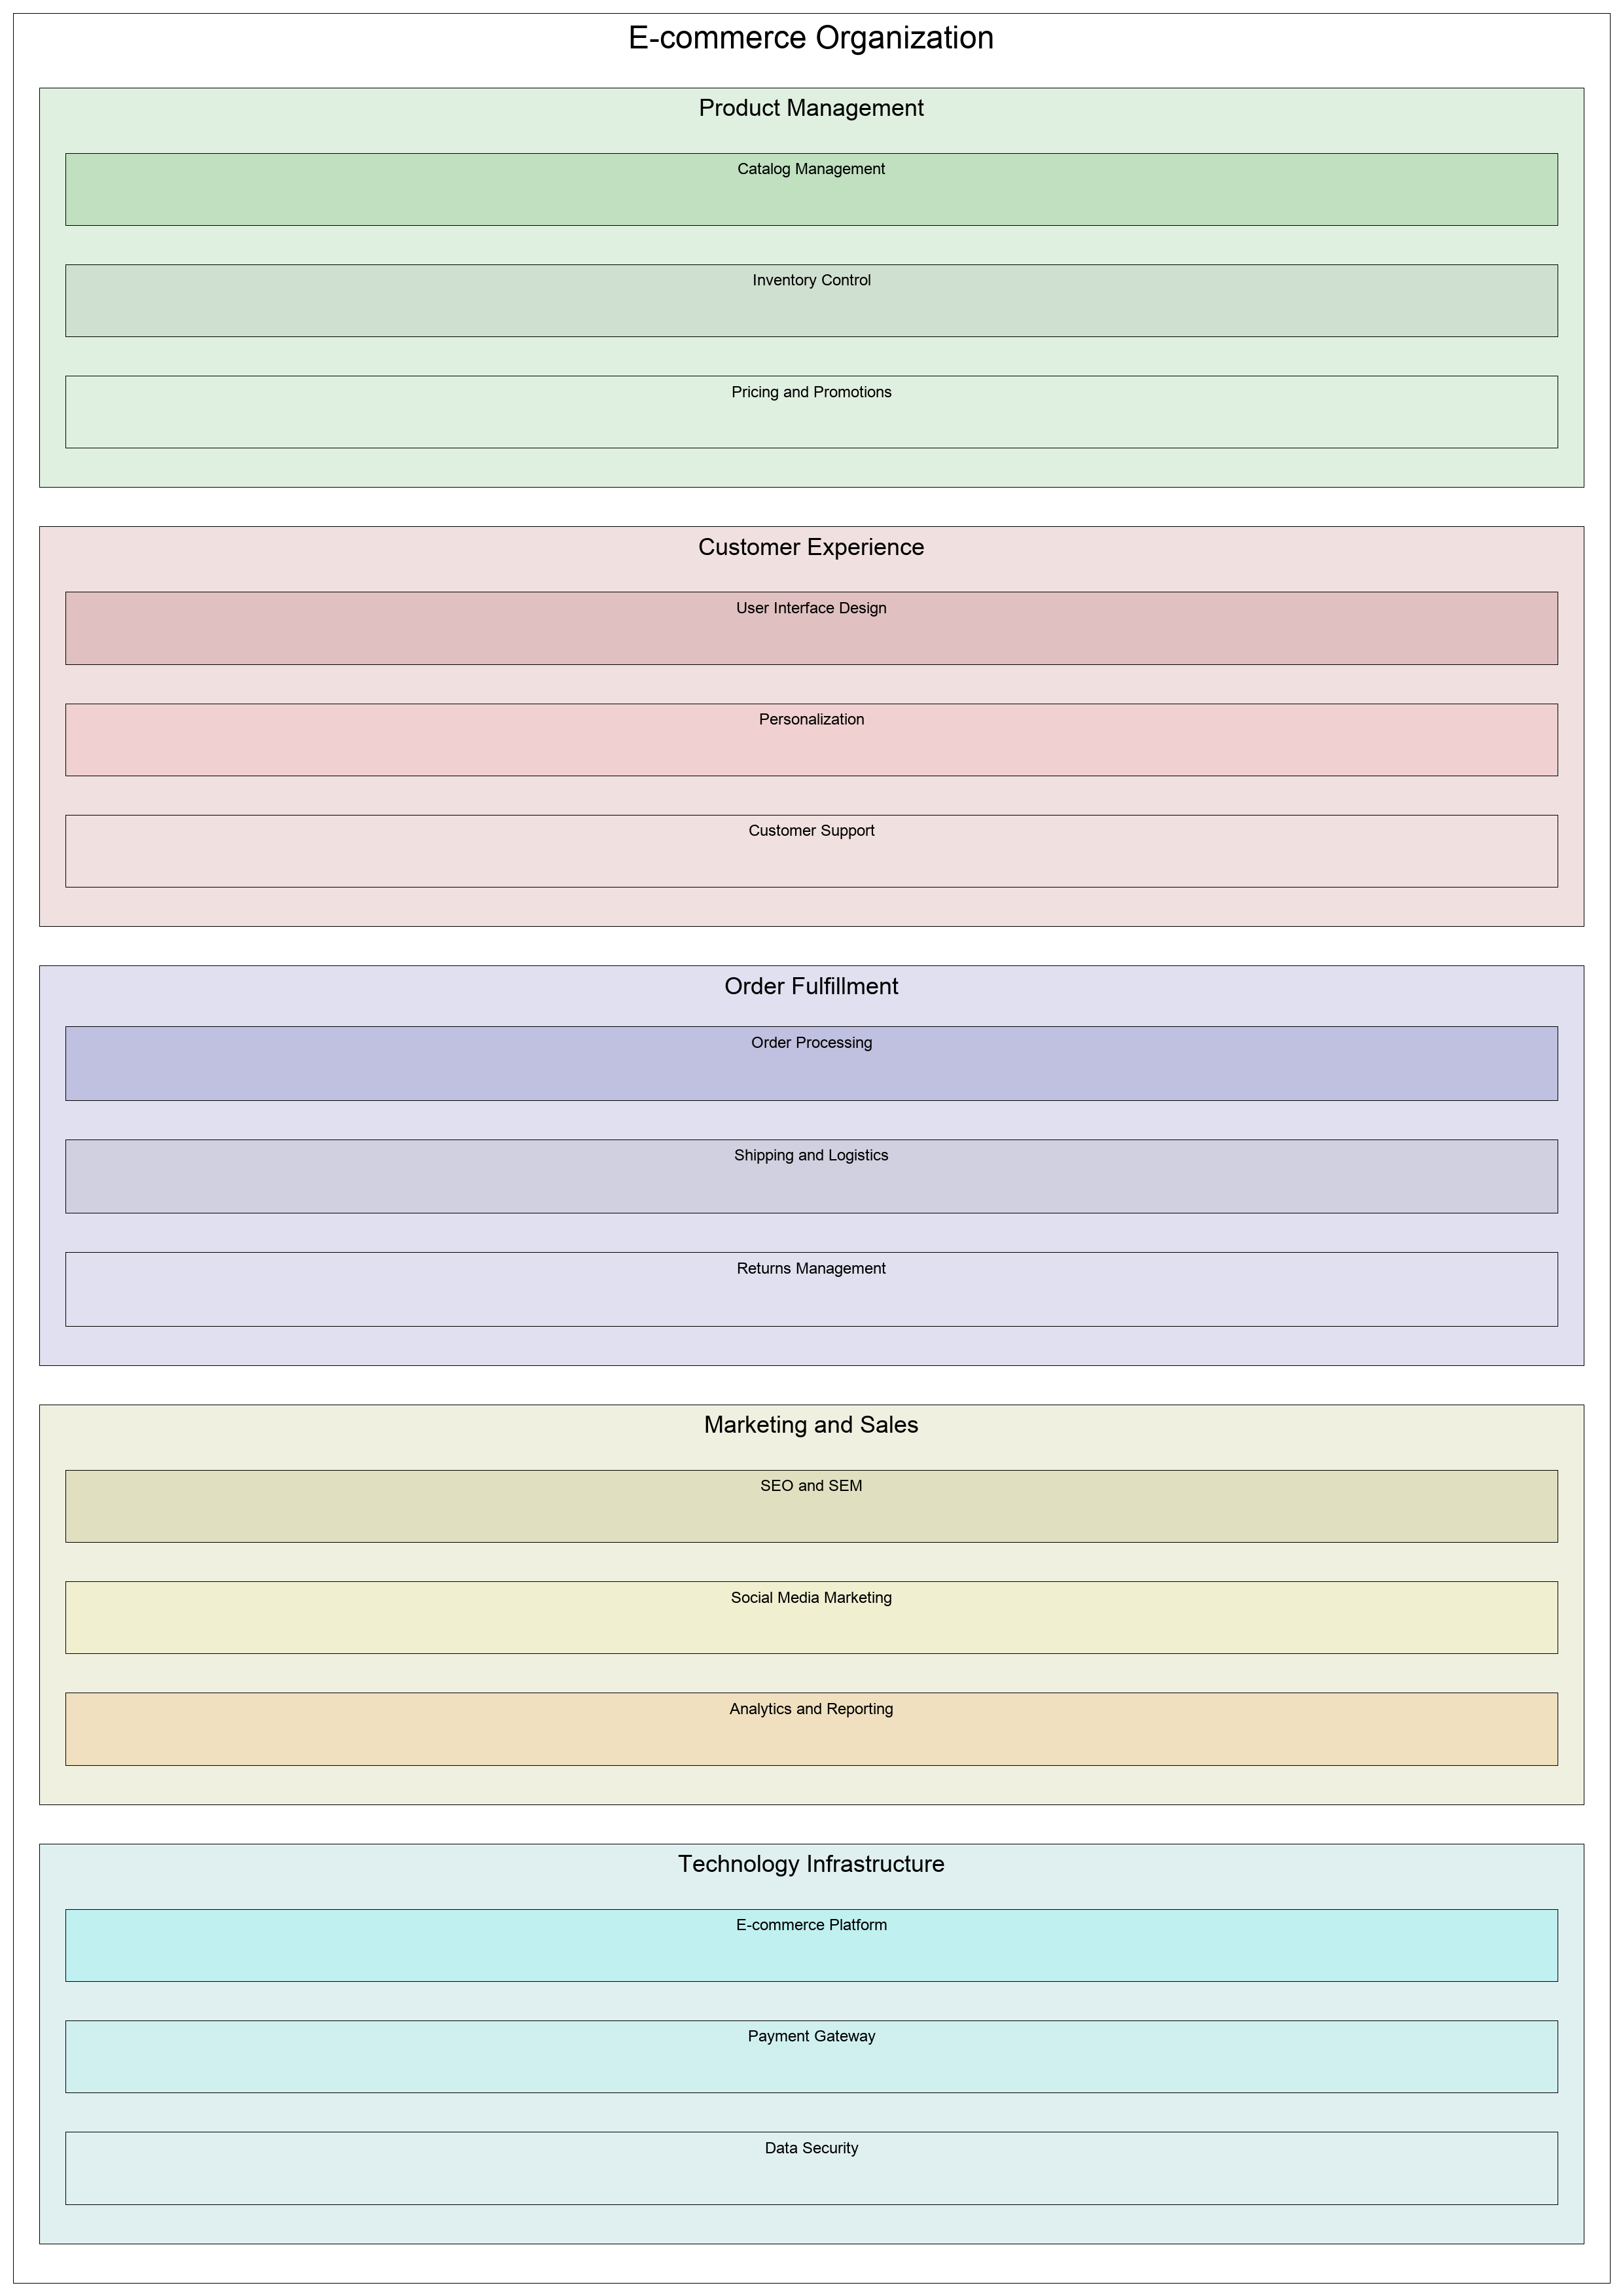 E-commerce Organization
Product Management
Catalog Management
Inventory Control
Pricing and Promotions
Customer Experience
User Interface Design
Personalization
Customer Support
Order Fulfillment
Order Processing
Shipping and Logistics
Returns Management
Marketing and Sales
SEO and SEM
Social Media Marketing
Analytics and Reporting
Technology Infrastructure
E-commerce Platform
Payment Gateway
Data Security